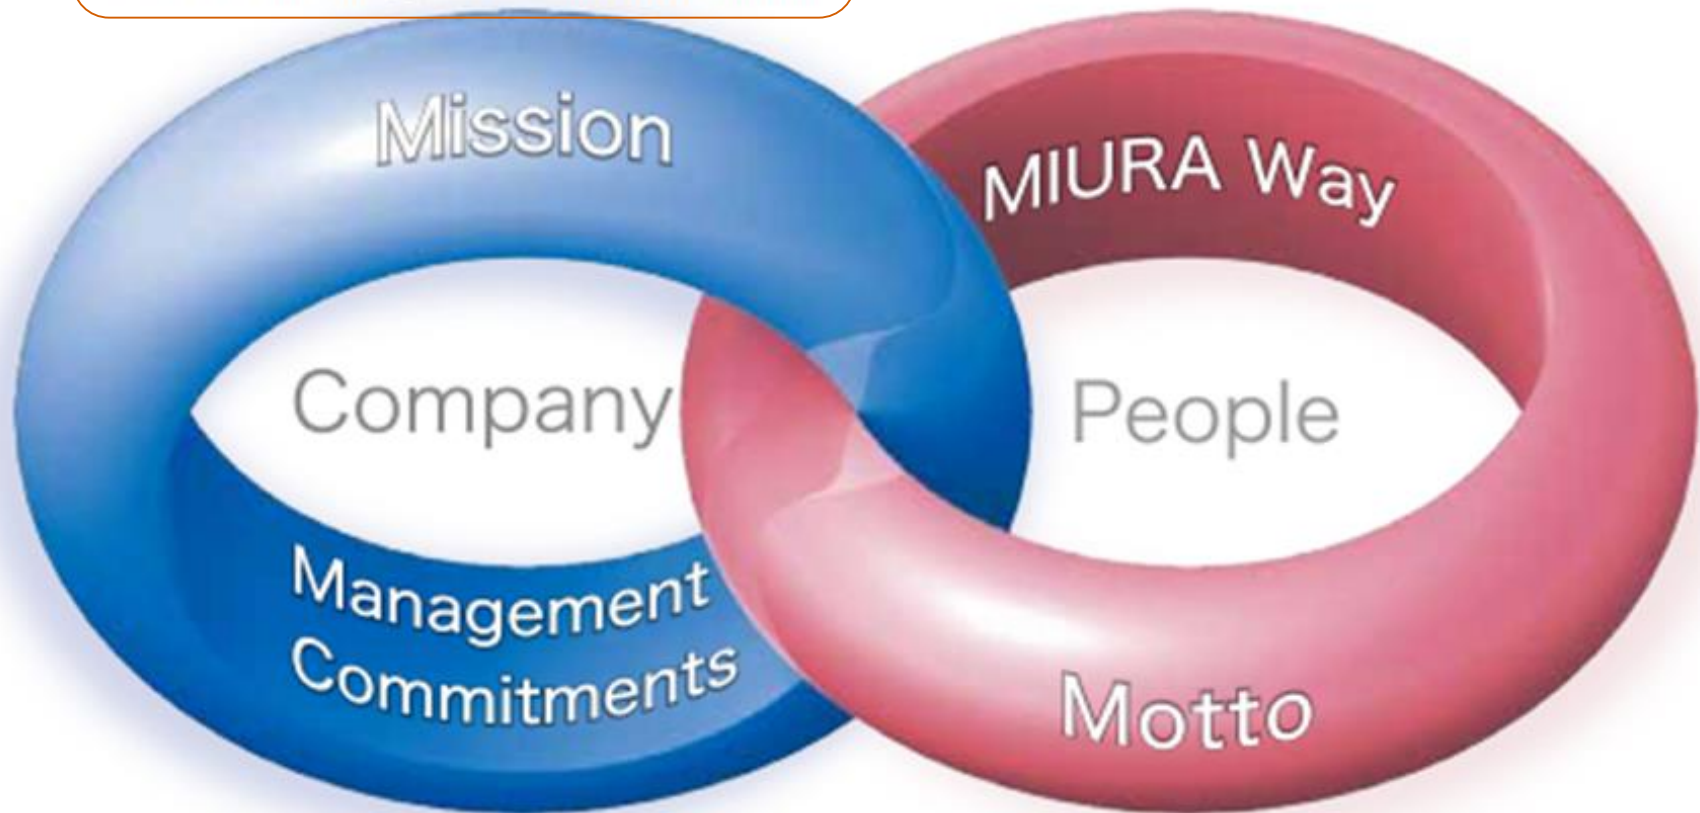 Mission
MIURA Way
Company
People
Management
Commitments
Motto